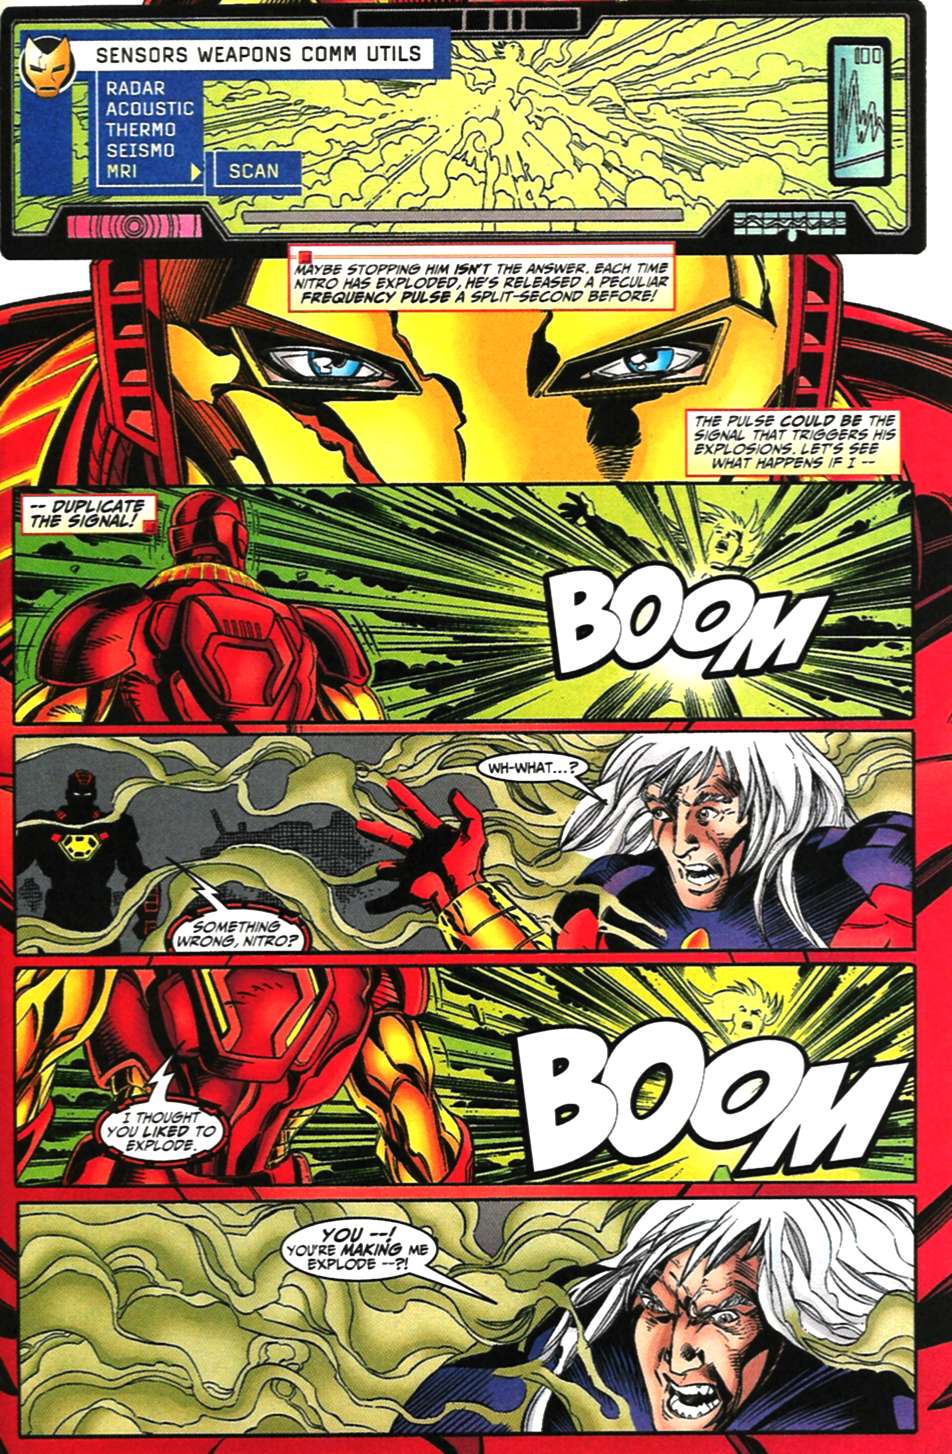 SENSORS WEAPONS COMM UTILS
RADAR
ACOUSTIC
THERMO
SEISMO
MRI
SCAN
100
MAYBE STOPPING HIM ISN'T THE ANSWER. EACH TIME
NITRO HAS EXPLODED, HE'S RELEASED A PECULIAR
FREQUENCY PULSE A SPLIT-SECOND BEFORE!
THE PULSE COULD BE THE
SIGNAL THAT TRIGGERS HIS
EXPLOSIONS. LET'S SEE
WHAT HAPPENS IF I --
-- DUPLICATE
THE SIGNAL!
BOOM
WH-WHAT...?
SOMETHING
WRONG, NITRO?
I THOUGHT
YOU LIKED TO
EXPLODE.
BOOM
YOU --!
YOU'RE MAKING ME
EXPLODE --?!